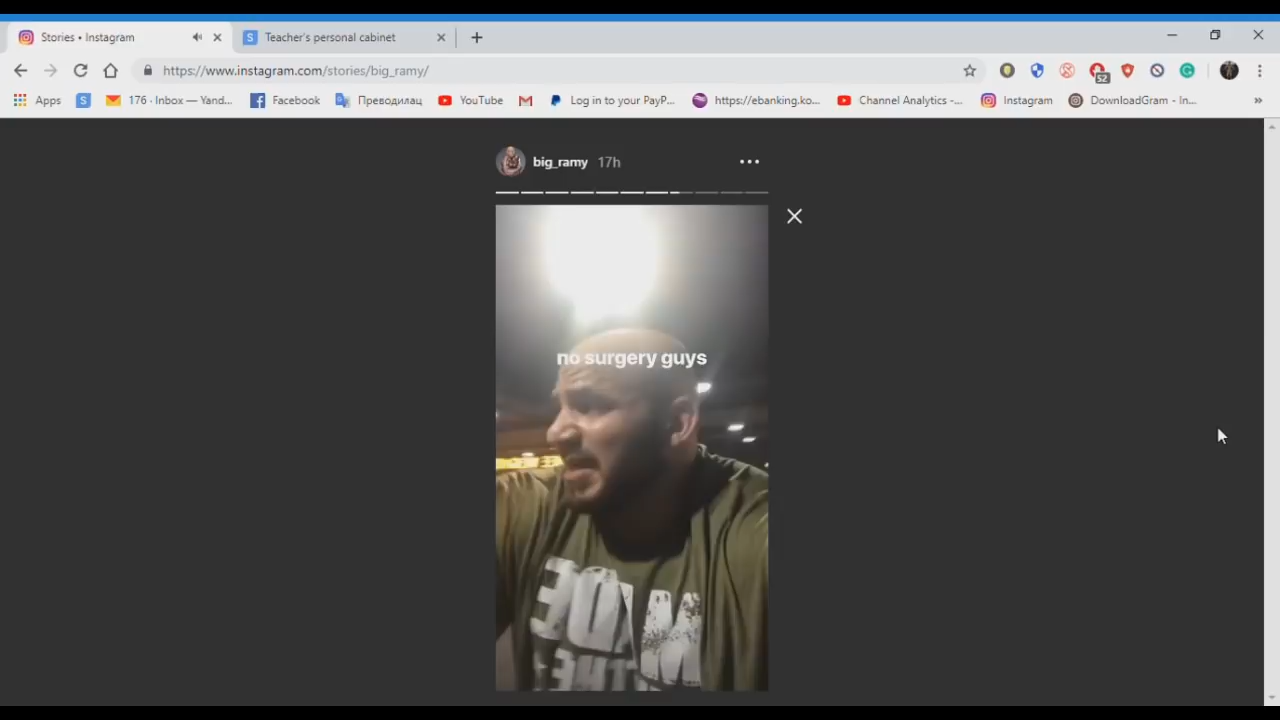 Stories • Instagram
Teacher's personal cabinet
https://www.instagram.com/stories/big_ramy/
52
Apps
176 · Inbox — Yand...
Facebook
Преводилац
YouTube
Log in to your PayP...
https://ebanking.ko...
Channel Analytics -...
Instagram
DownloadGram - In...
big_ramy 17h
no surgery guys